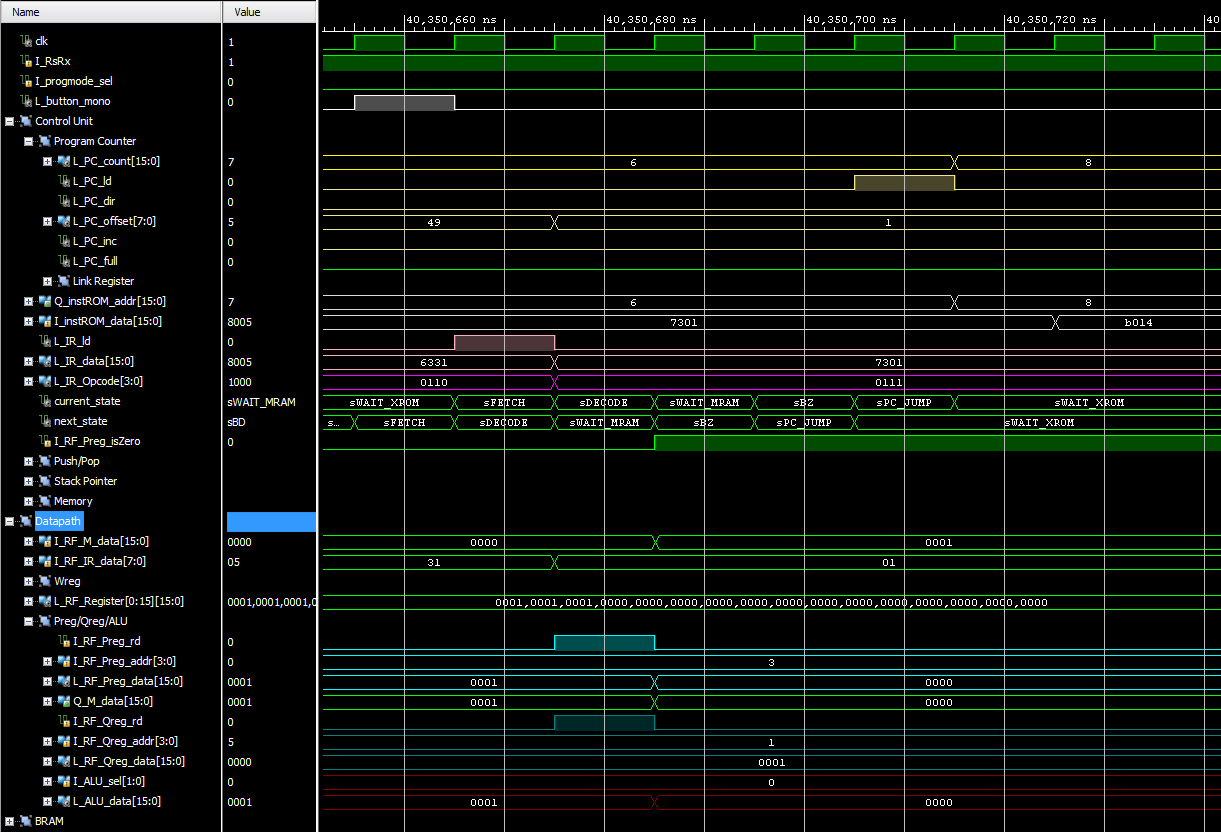 Name Value 40,350,660 ns 40,350,680 ns 40,350,700 ns 40,350,720 ns 40
clk 1
I_RsRx 1
I_progmode_sel 0
L_button_mono 0
Control Unit
Program Counter
L_PC_count[15:0] 7 6 8
L_PC_ld 0
L_PC_dir 0
L_PC_offset[7:0] 5 49 1
L_PC_inc 0
L_PC_full 0
Link Register
Q_instROM_addr[15:0] 7 6 8
I_instROM_data[15:0] 8005 7301 b014
L_IR_ld 0
L_IR_data[15:0] 8005 6331 7301
L_IR_Opcode[3:0] 1000 0110 0111
current_state sWAIT_MRAM sWAIT_XROM sFETCH sDECODE sWAIT_MRAM sBZ sPC_JUMP sWAIT_XROM
next_state sBD s... sFETCH sDECODE sWAIT_MRAM sBZ sPC_JUMP sWAIT_XROM
I_RF_Preg_isZero 0
Push/Pop
Stack Pointer
Memory
Datapath
I_RF_M_data[15:0] 0000 0000 0001
I_RF_IR_data[7:0] 05 31 01
Wreg
L_RF_Register[0:15][15:0] 0001,0001,0001,0 0001,0001,0001,0000,0000,0000,0000,0000,0000,0000,0000,0000,0000,0000,0000,0000
Preg/Qreg/ALU
I_RF_Preg_rd 0
I_RF_Preg_addr[3:0] 0 3
L_RF_Preg_data[15:0] 0001 0001 0000
Q_M_data[15:0] 0001 0001 0000
I_RF_Qreg_rd 0
I_RF_Qreg_addr[3:0] 5 1
L_RF_Qreg_data[15:0] 0000 0001
I_ALU_sel[1:0] 0 0
L_ALU_data[15:0] 0001 0001 0000
BRAM